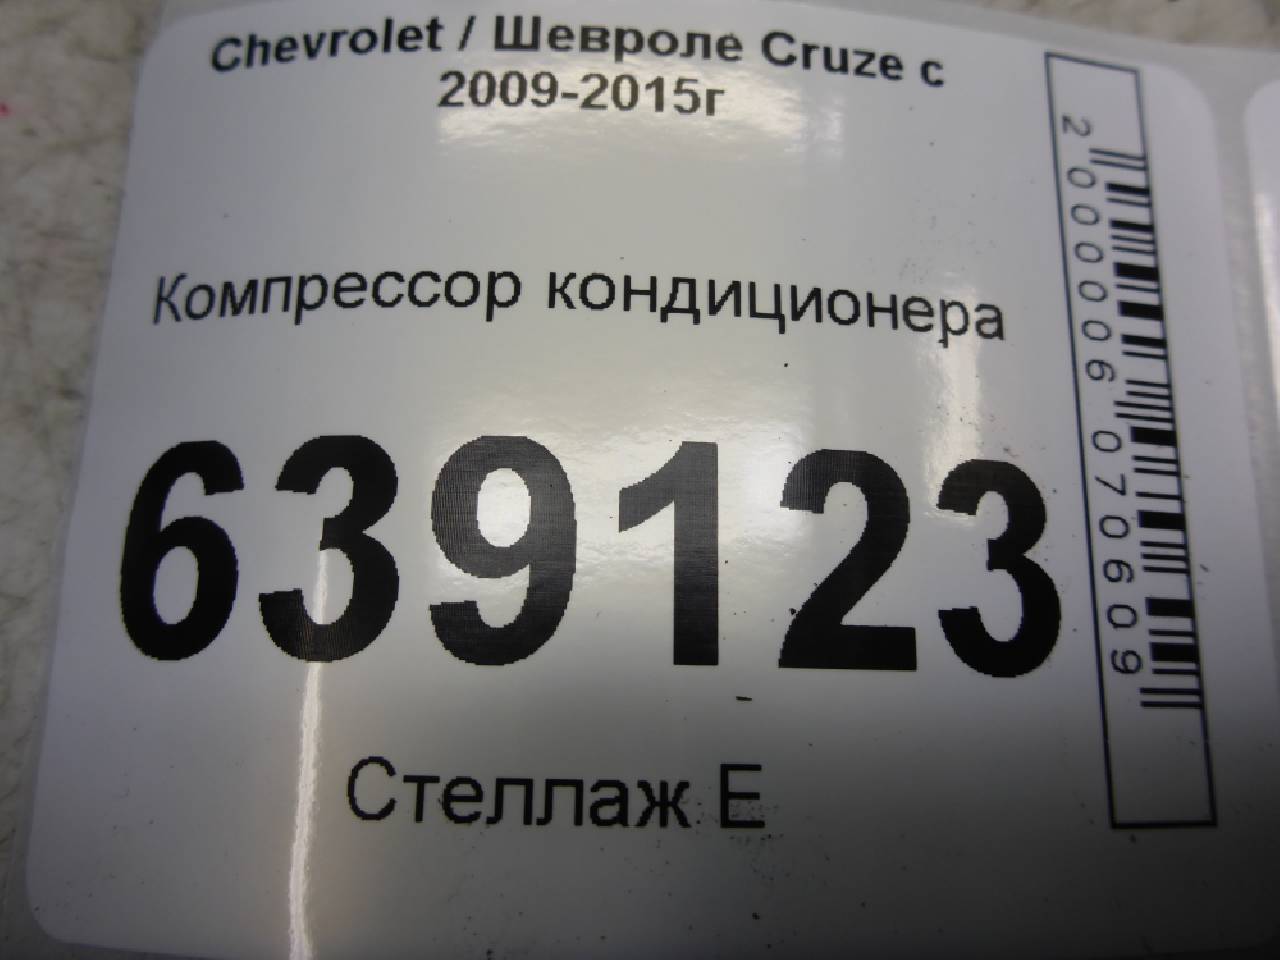 Chevrolet / Шевроле Cruze с
2009-2015г
Компрессор кондиционера
639123
Стеллаж Е
2000006070609